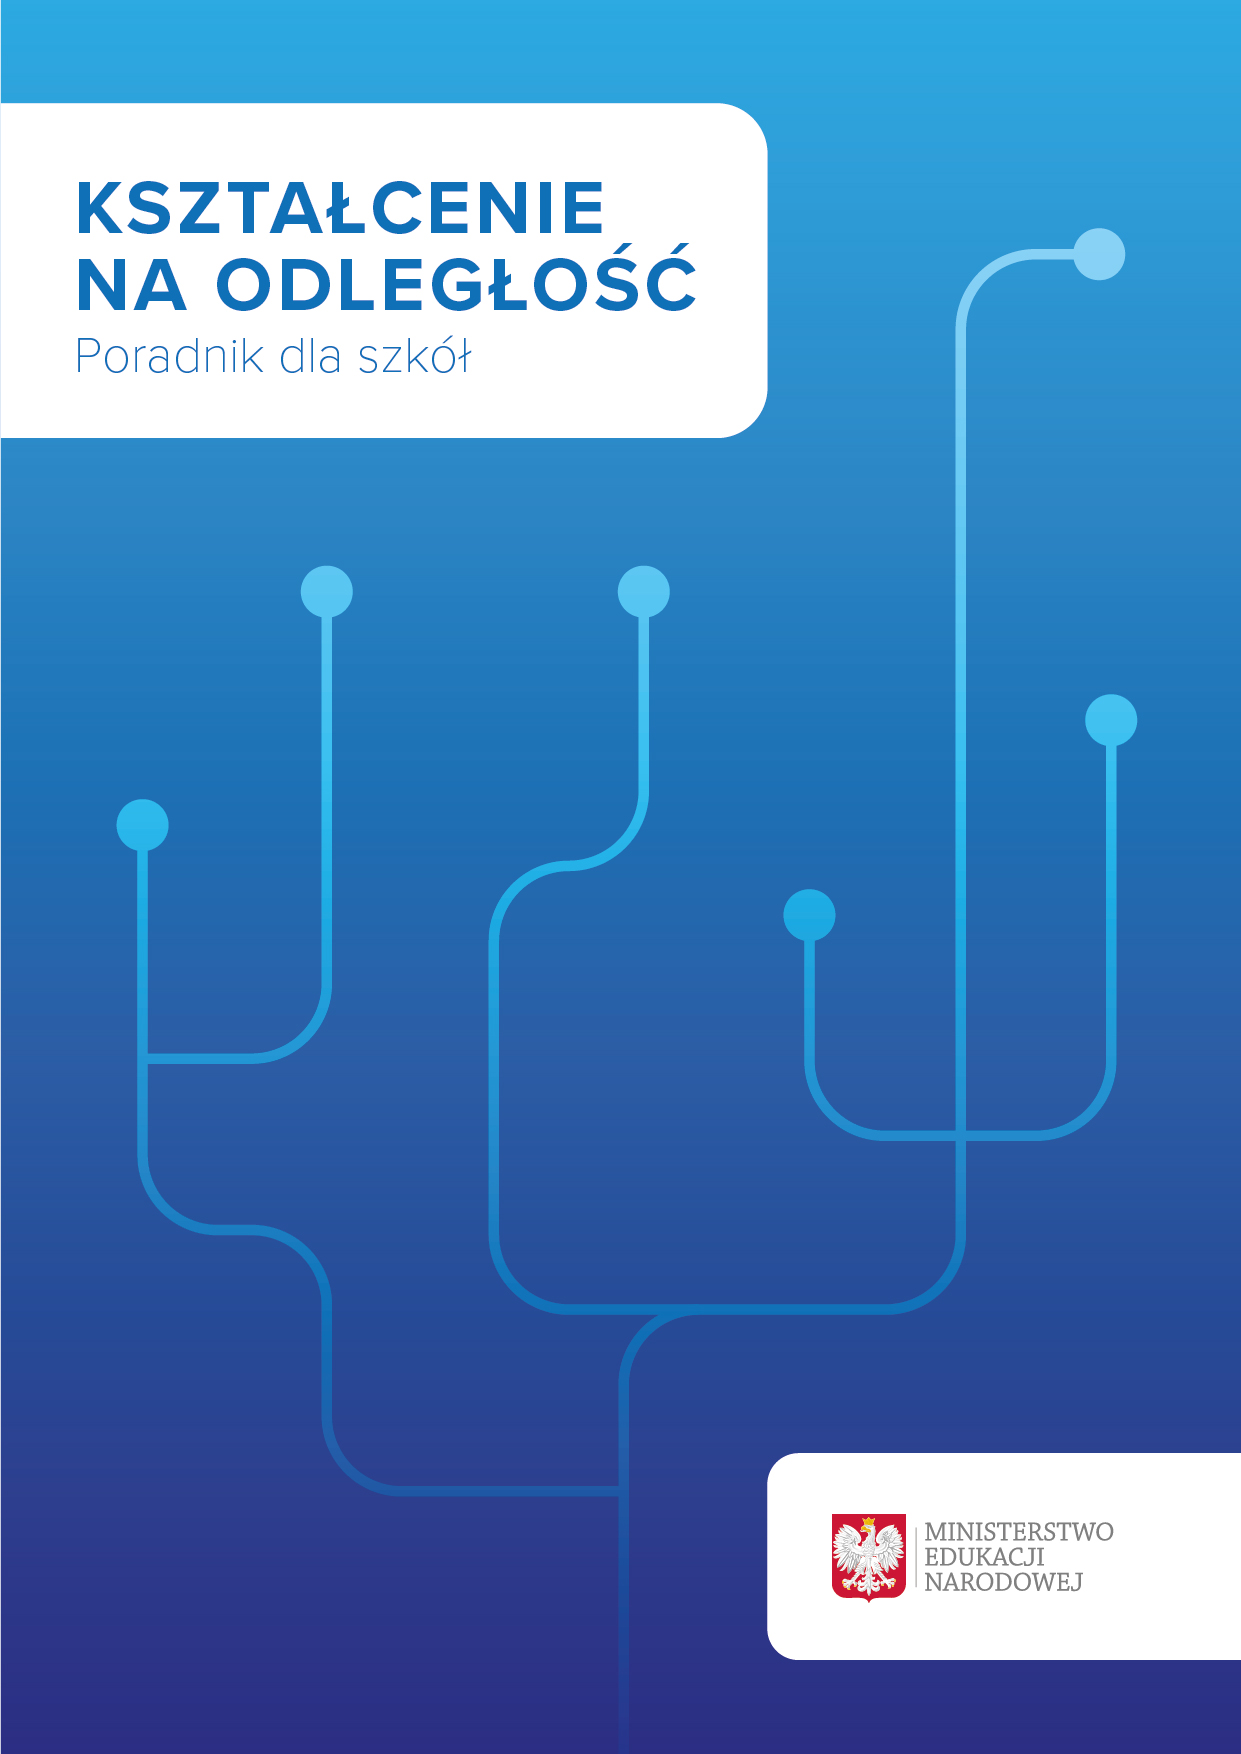 KSZTAŁCENIE
NA ODLEGŁOŚĆ
Poradnik dla szkół
MINISTERSTWO
EDUKACJI
NARODOWEJ